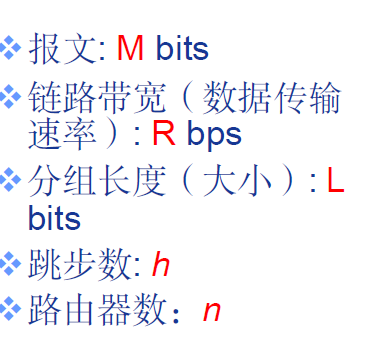 报文: M bits
链路带宽（数据传输
速率）: R bps
分组长度（大小）: L
bits
跳步数: h
路由器数：n